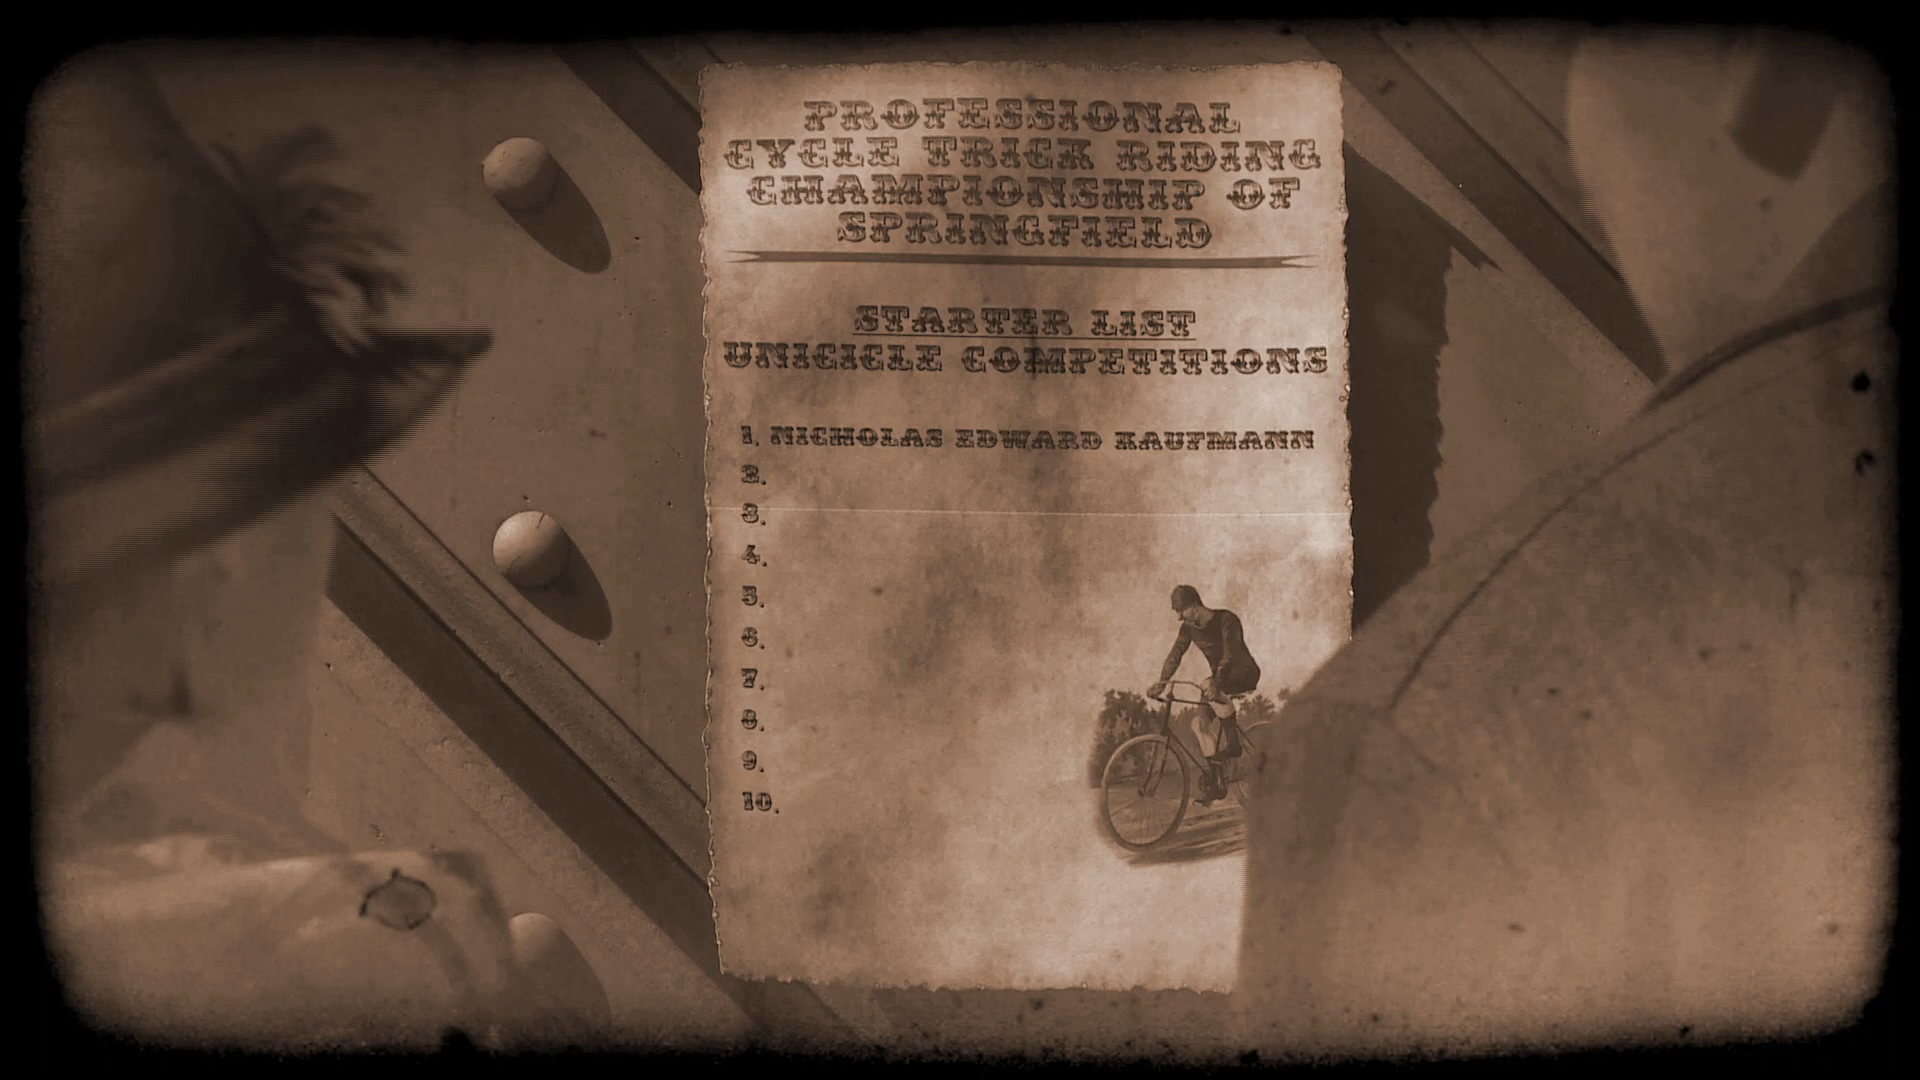 PROFESSIONAL
CYCLE TRICK RIDING
CHAMPIONSHIP OF
SPRINGFIELD
STARTER LIST
UNICICLE COMPETITIONS
1. NICHOLAS EDWARD KAUFMANN
2.
3.
4.
5.
6.
7.
8.
9.
10.